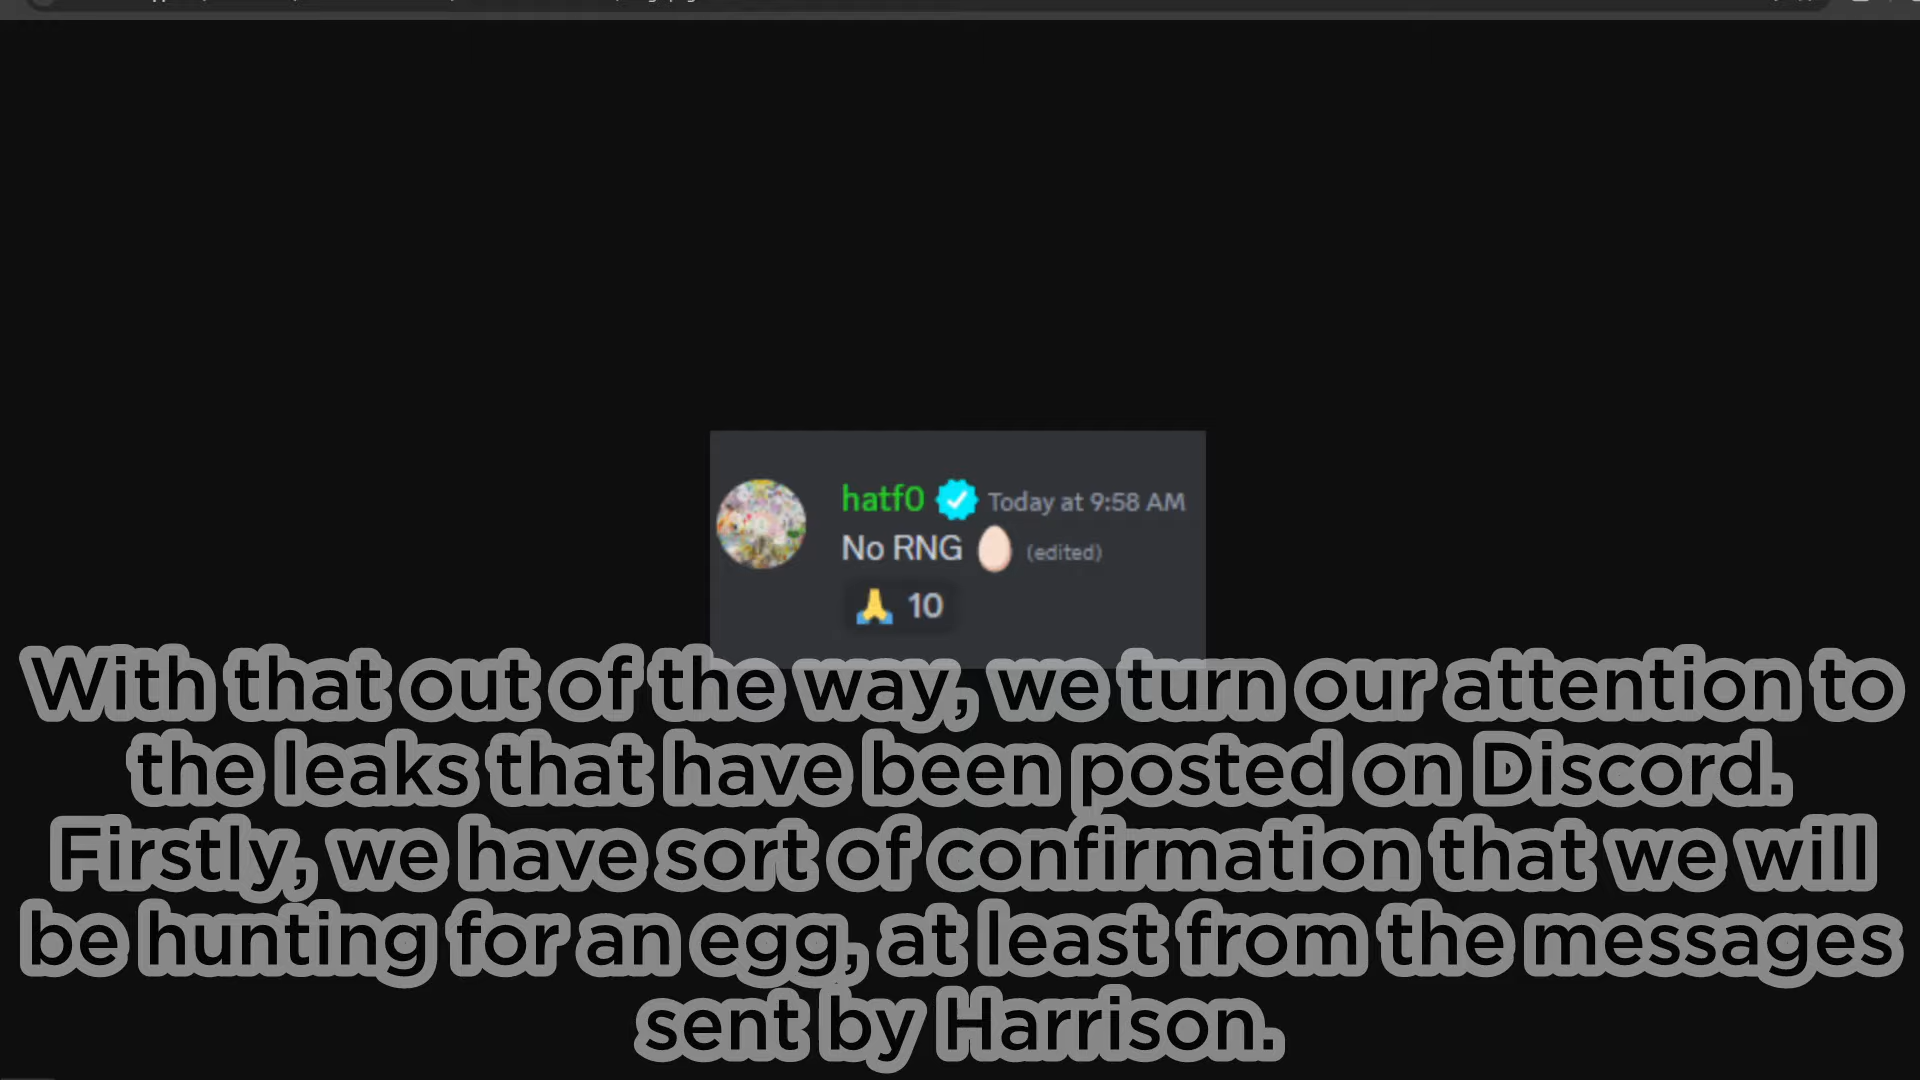 hatf0 Today at 9:58 AM
No RNG 🥚 (edited)
🙏 10
With that out of the way, we turn our attention to
the leaks that have been posted on Discord.
Firstly, we have sort of confirmation that we will
be hunting for an egg, at least from the messages
sent by Harrison.